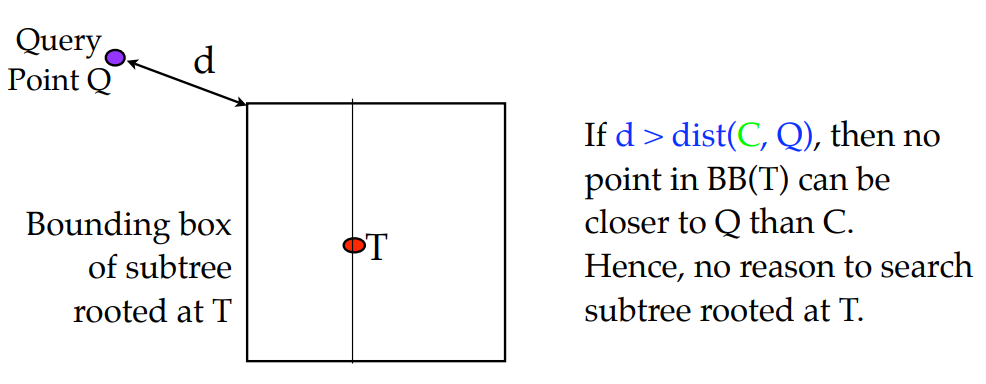 Query
Point Q
d
Bounding box
of subtree
rooted at T
T
If d > dist(C, Q), then no
point in BB(T) can be
closer to Q than C.
Hence, no reason to search
subtree rooted at T.